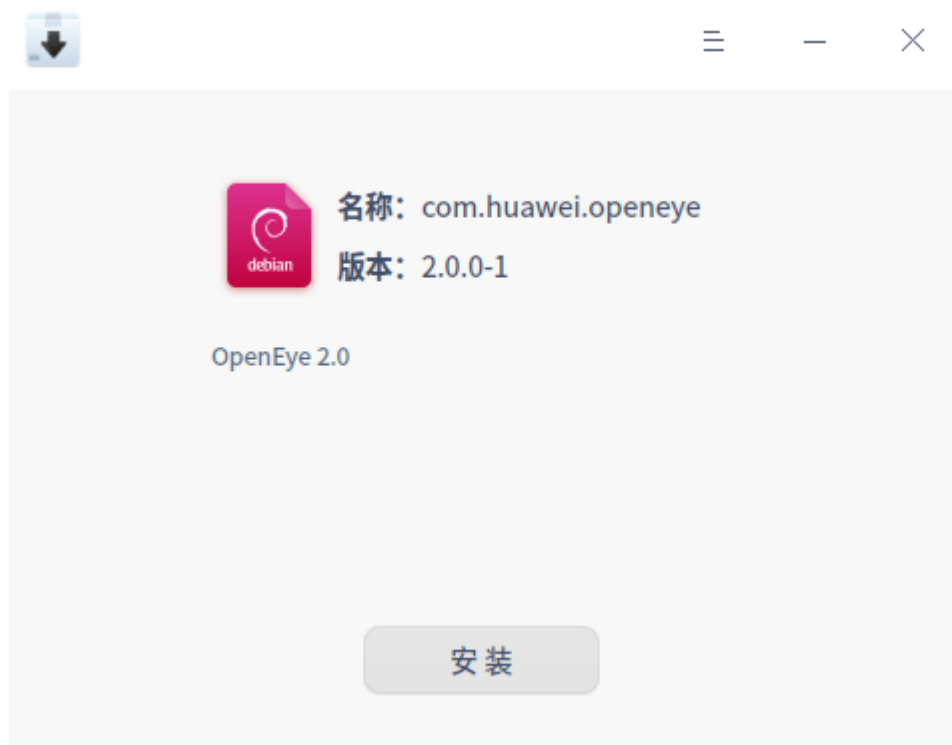 debian
名称：com.huawei.openeye
版本：2.0.0-1
OpenEye 2.0
安装